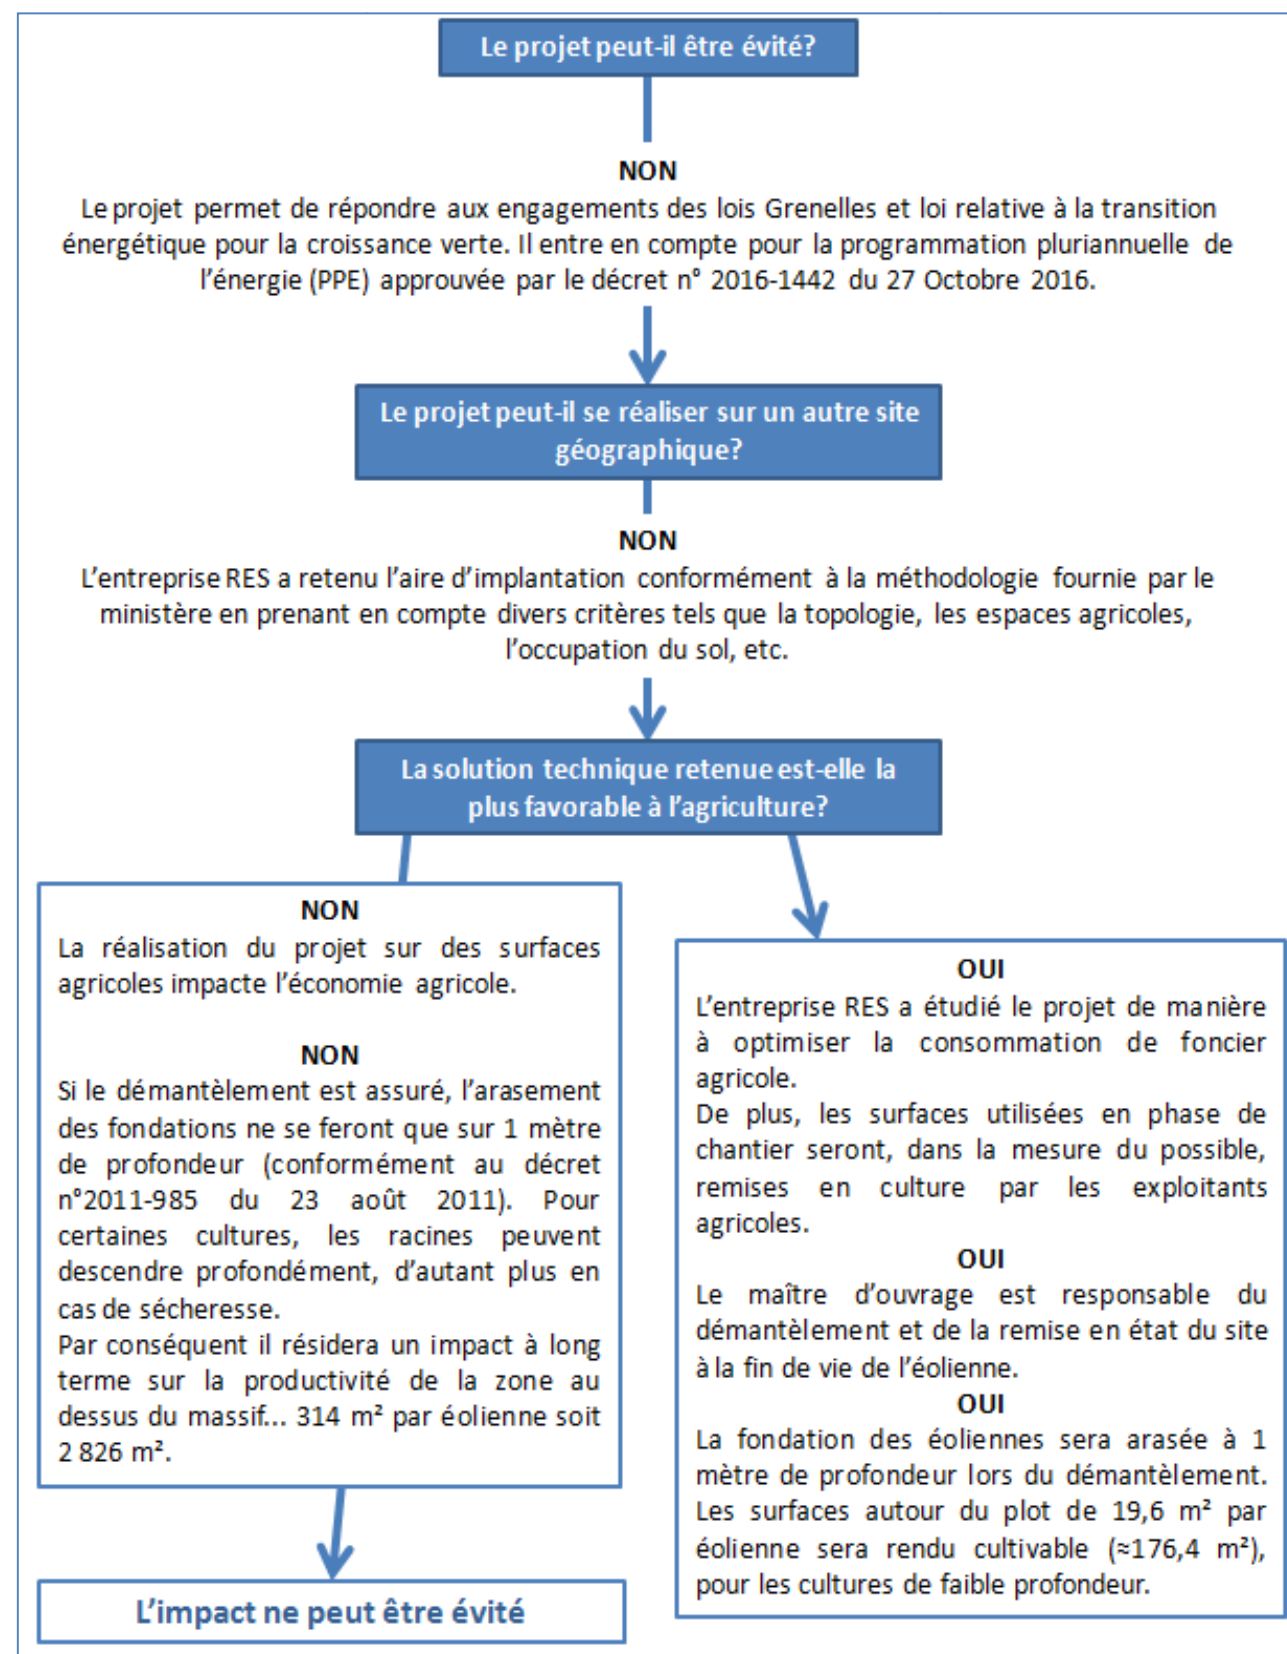 Le projet peut-il être évité?
NON
Le projet permet de répondre aux engagements des lois Grenelles et loi relative à la transition
énergétique pour la croissance verte. Il entre en compte pour la programmation pluriannuelle de
l'énergie (PPE) approuvée par le décret n° 2016-1442 du 27 Octobre 2016.
Le projet peut-il se réaliser sur un autre site
géographique?
NON
L'entreprise RES a retenu l'aire d'implantation conformément à la méthodologie fournie par le
ministère en prenant en compte divers critères tels que la topologie, les espaces agricoles,
l'occupation du sol, etc.
La solution technique retenue est-elle la
plus favorable à l'agriculture?
NON
La réalisation du projet sur des surfaces
agricoles impacte l'économie agricole.
NON
Si le démantèlement est assuré, l'arasement
des fondations ne se feront que sur 1 mètre
de profondeur (conformément au décret
n°2011-985 du 23 août 2011). Pour
certaines cultures, les racines peuvent
descendre profondément, d'autant plus en
cas de sécheresse.
Par conséquent il résidera un impact à long
terme sur la productivité de la zone au
dessus du massif... 314 m² par éolienne soit
2 826 m².
L'impact ne peut être évité
OUI
L'entreprise RES a étudié le projet de manière
à optimiser la consommation de foncier
agricole.
De plus, les surfaces utilisées en phase de
chantier seront, dans la mesure du possible,
remises en culture par les exploitants
agricoles.
OUI
Le maître d'ouvrage est responsable du
démantèlement et de la remise en état du site
à la fin de vie de l'éolienne.
OUI
La fondation des éoliennes sera arasée à 1
mètre de profondeur lors du démantèlement.
Les surfaces autour du plot de 19,6 m² par
éolienne sera rendu cultivable (≈176,4 m²),
pour les cultures de faible profondeur.